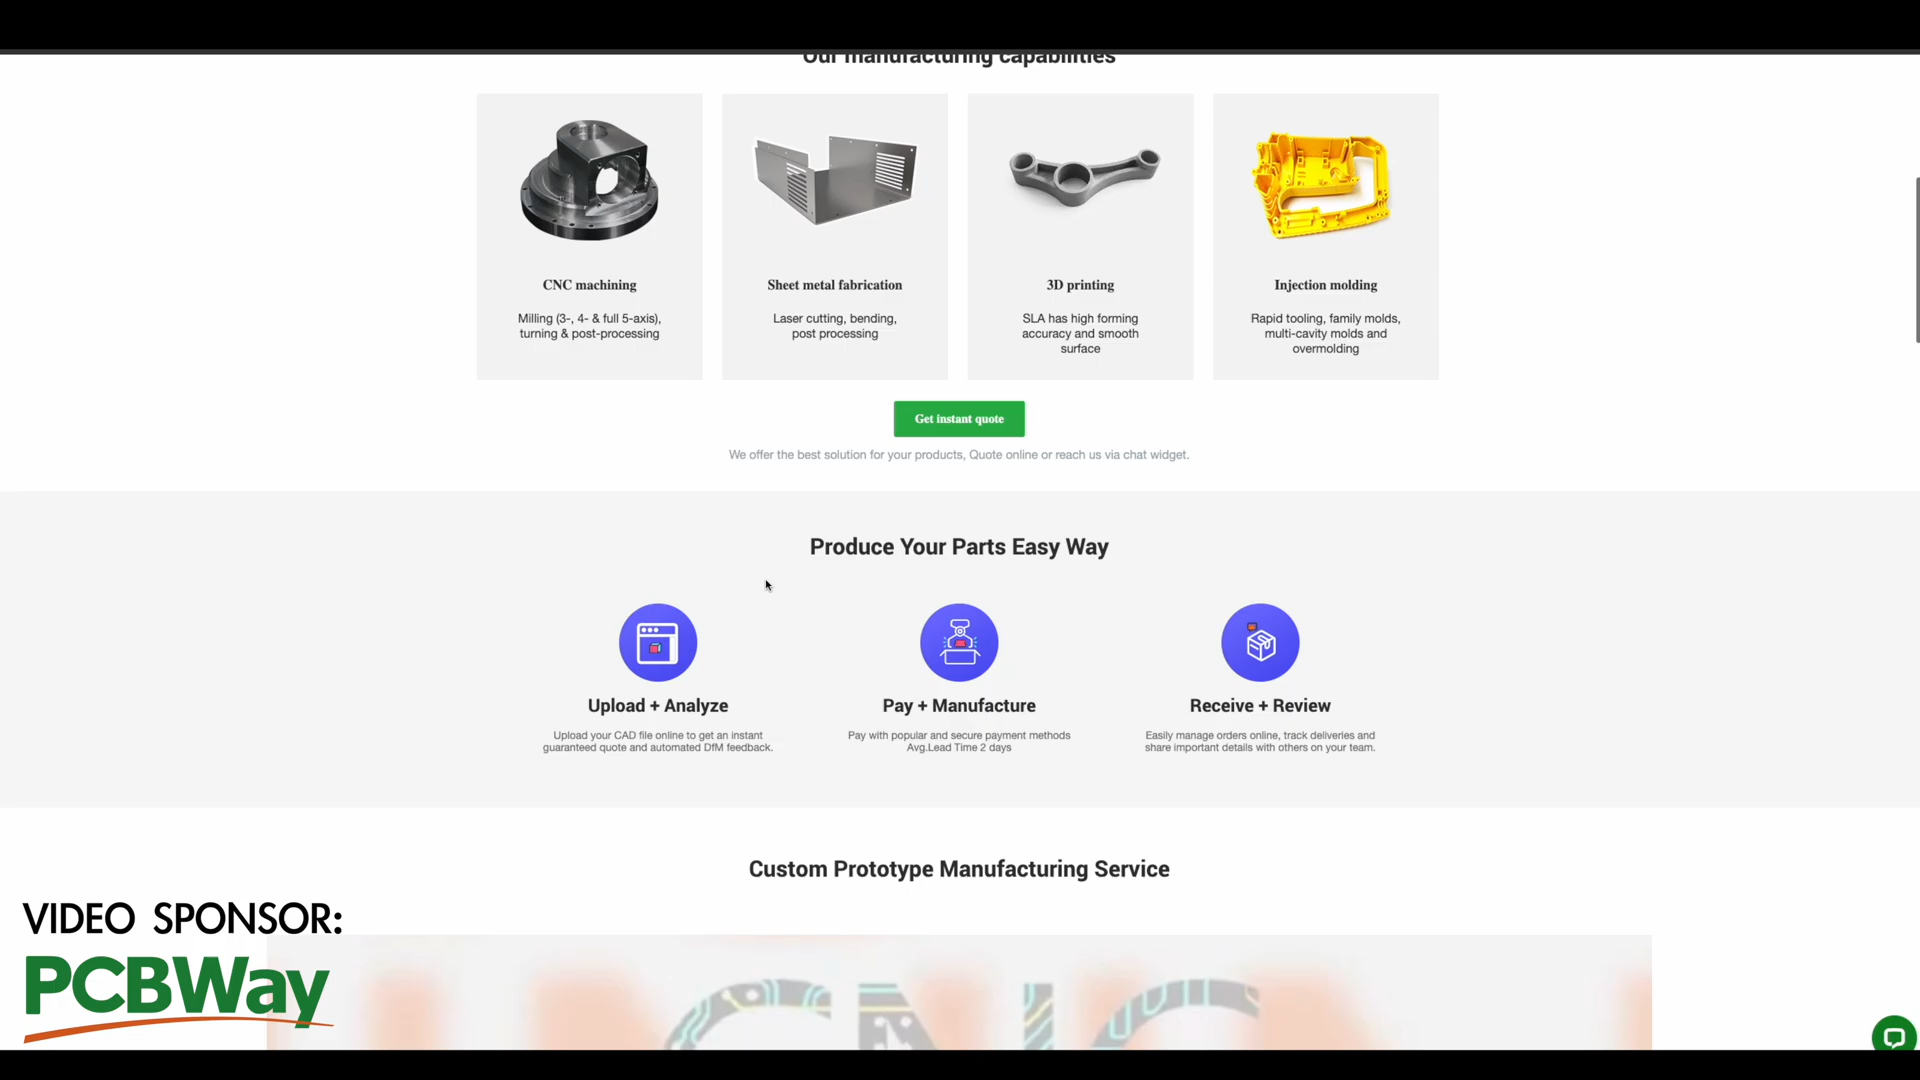 Our manufacturing capabilities
CNC machining
Milling (3-, 4- & full 5-axis),
turning & post-processing
Sheet metal fabrication
Laser cutting, bending,
post processing
3D printing
SLA has high forming
accuracy and smooth
surface
Injection molding
Rapid tooling, family molds,
multi-cavity molds and
overmolding
Get instant quote
We offer the best solution for your products, Quote online or reach us via chat widget.
Produce Your Parts Easy Way
Upload + Analyze
Upload your CAD file online to get an instant
guaranteed quote and automated DfM feedback.
Pay + Manufacture
Pay with popular and secure payment methods
Avg.Lead Time 2 days
Receive + Review
Easily manage orders online, track deliveries and
share important details with others on your team.
Custom Prototype Manufacturing Service
VIDEO SPONSOR:
PCBWay